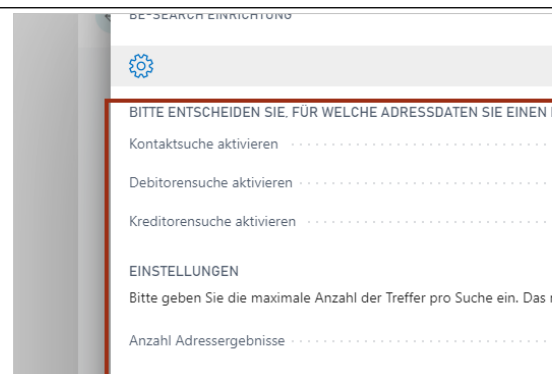 BE-SEARCH EINRICHTUNG
BITTE ENTSCHEIDEN SIE, FÜR WELCHE ADRESSDATEN SIE EINEN
Kontaktsuche aktivieren
Debitorensuche aktivieren
Kreditorensuche aktivieren
EINSTELLUNGEN
Bitte geben Sie die maximale Anzahl der Treffer pro Suche ein. Das
Anzahl Adressergebnisse